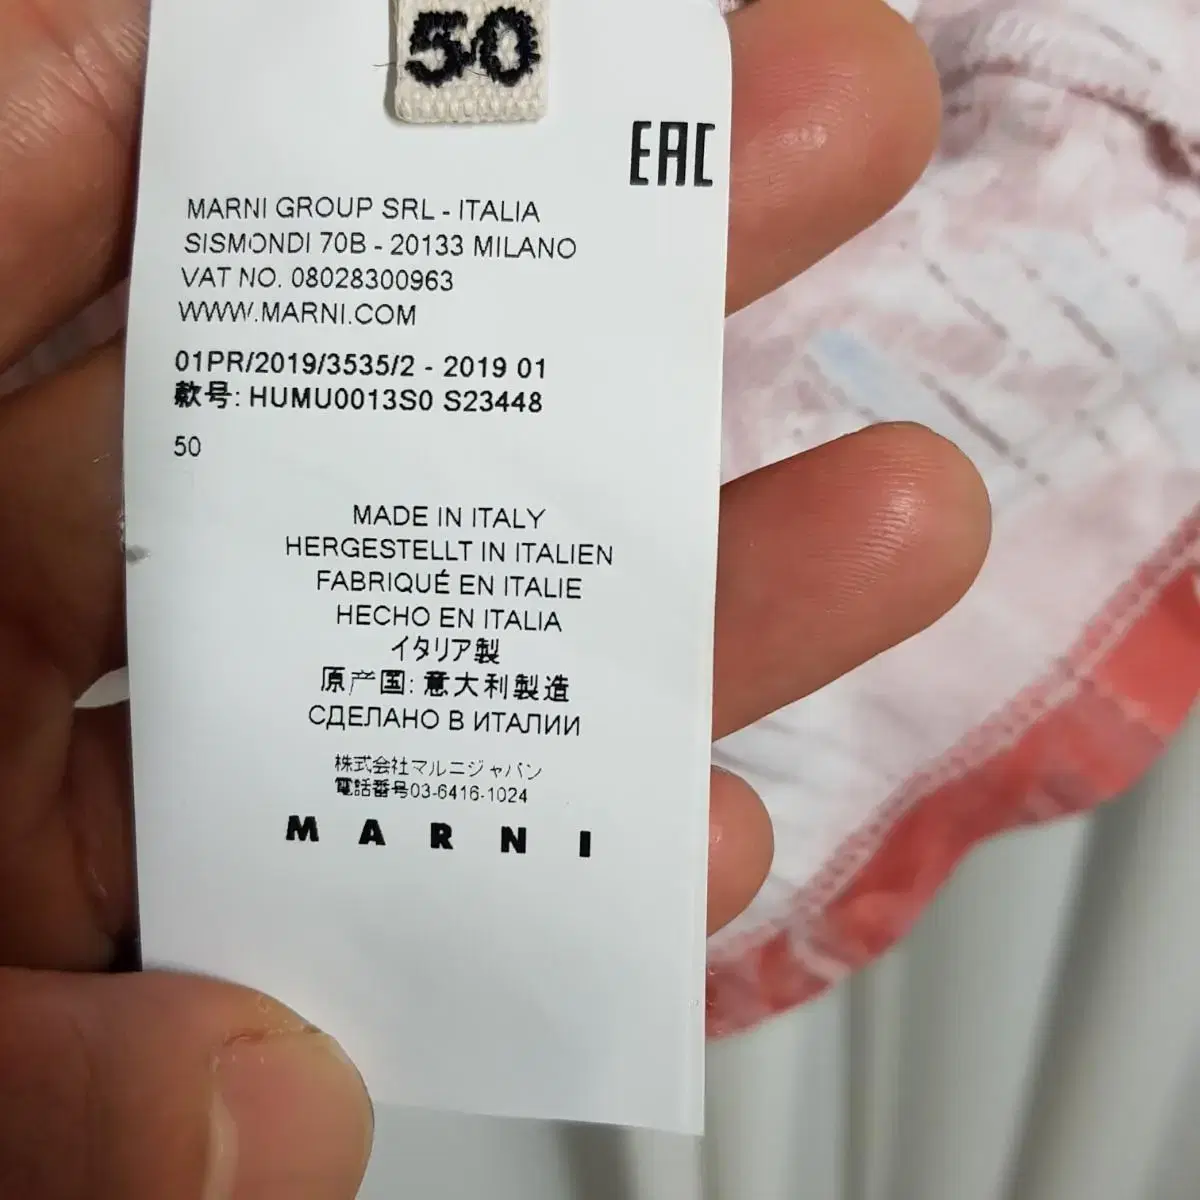 50
EAC
MARNI GROUP SRL - ITALIA
SISMONDI 70B - 20133 MILANO
VAT NO. 08028300963
WWW.MARNI.COM
01PR/2019/3535/2 - 2019 01
款号: HUMU0013S0 S23448
50
MADE IN ITALY
HERGESTELLT IN ITALIEN
FABRIQUÉ EN ITALIE
HECHO EN ITALIA
イタリア製
原产国: 意大利製造
СДЕЛАНО В ИТАЛИИ
株式会社マルニジャパン
電話番号03-6416-1024
MARNI